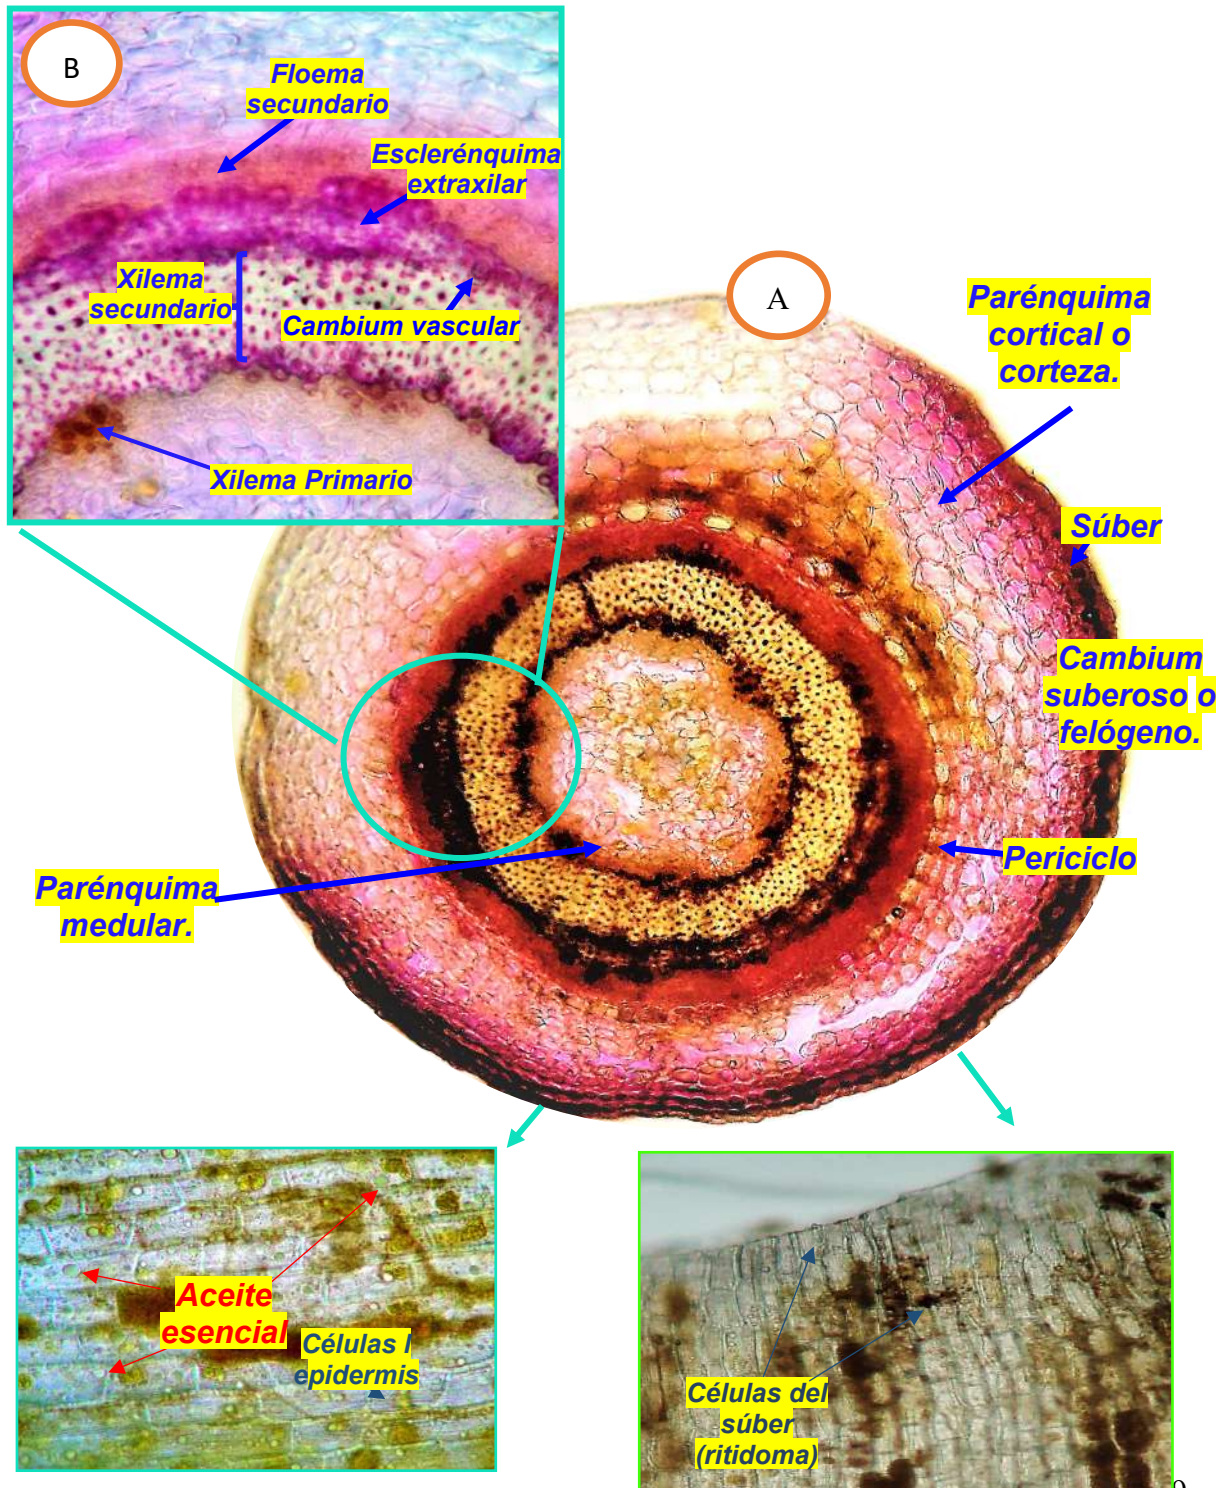 B
Floema
secundario
Esclerénquima
extraxilar
Xilema
secundario
Cambium vascular
Xilema Primario
A
Parénquima
cortical o
corteza.
Súber
Cambium
suberoso o
felógeno.
Periciclo
Parénquima
medular.
Aceite
esencial
Células l
epidermis
Células del
súber
(ritidoma)